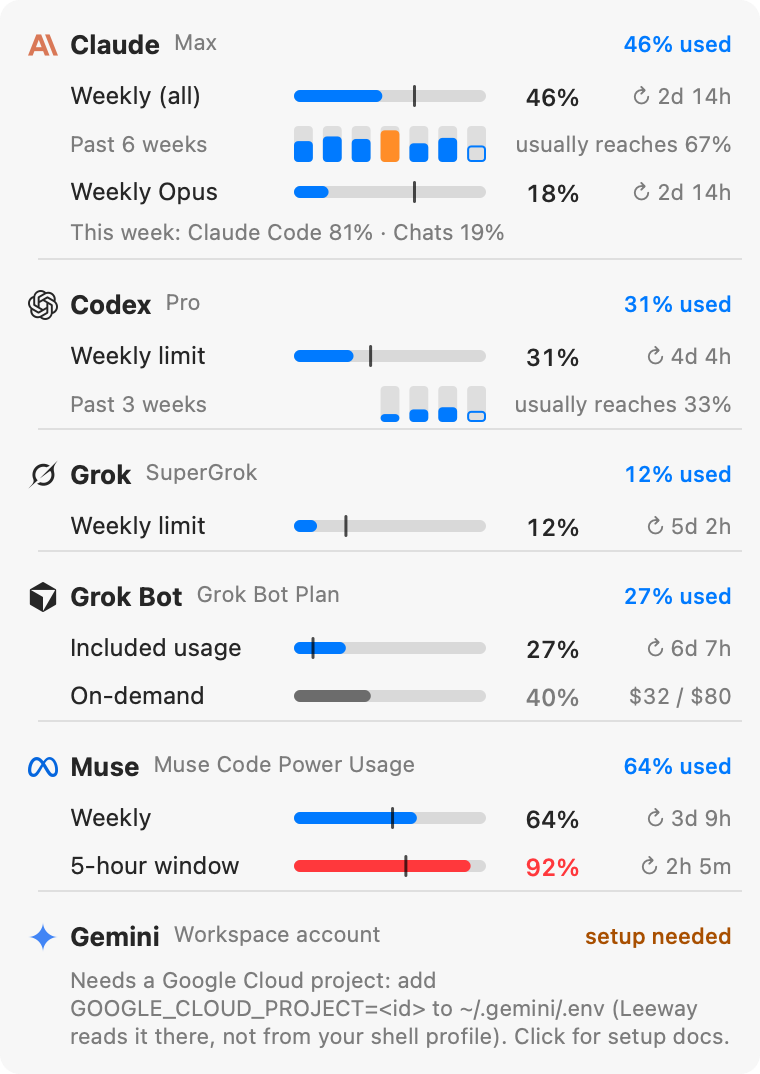 Claude Max 46% used
Weekly (all) 46% ↻ 2d 14h
Past 6 weeks usually reaches 67%
Weekly Opus 18% ↻ 2d 14h
This week: Claude Code 81% · Chats 19%
Codex Pro 31% used
Weekly limit 31% ↻ 4d 4h
Past 3 weeks usually reaches 33%
Grok SuperGrok 12% used
Weekly limit 12% ↻ 5d 2h
Grok Bot Grok Bot Plan 27% used
Included usage 27% ↻ 6d 7h
On-demand 40% $32 / $80
Muse Muse Code Power Usage 64% used
Weekly 64% ↻ 3d 9h
5-hour window 92% ↻ 2h 5m
Gemini Workspace account setup needed
Needs a Google Cloud project: add
GOOGLE_CLOUD_PROJECT=<id> to ~/.gemini/.env (Leeway
reads it there, not from your shell profile). Click for setup docs.